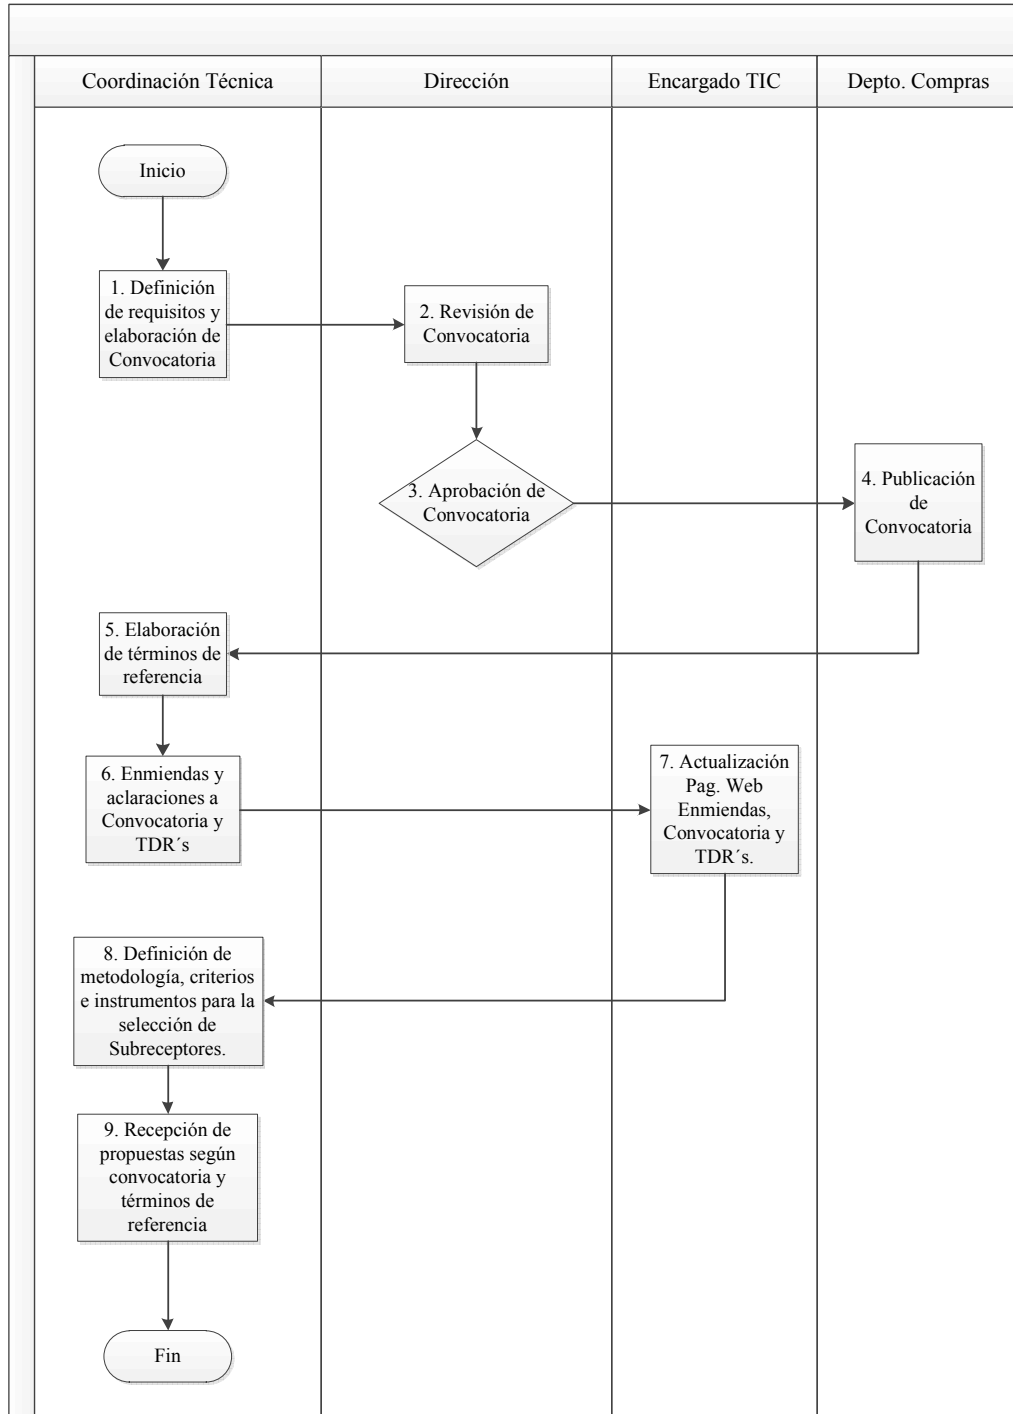 Coordinación Técnica
Dirección
Encargado TIC
Depto. Compras
Inicio
1. Definición
de requisitos y
elaboración de
Convocatoria
2. Revisión de
Convocatoria
3. Aprobación de
Convocatoria
4. Publicación
de
Convocatoria
5. Elaboración
de términos de
referencia
6. Enmiendas y
aclaraciones a
Convocatoria y
TDR´s
7. Actualización
Pag. Web
Enmiendas,
Convocatoria y
TDR´s.
8. Definición de
metodología, criterios
e instrumentos para la
selección de
Subreceptores.
9. Recepción de
propuestas según
convocatoria y
términos de
referencia
Fin